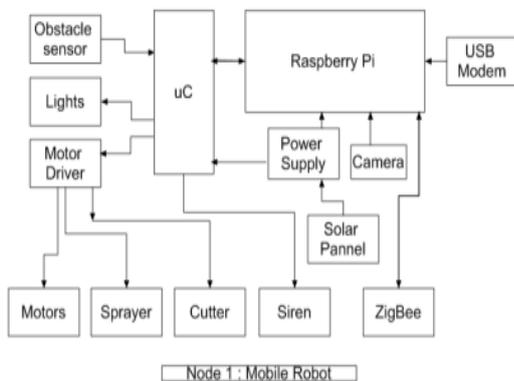 Obstacle
sensor
uC
Raspberry Pi
USB
Modem
Lights
Motor
Driver
Power
Supply
Camera
Solar
Pannel
Motors
Sprayer
Cutter
Siren
ZigBee
Node 1 : Mobile Robot